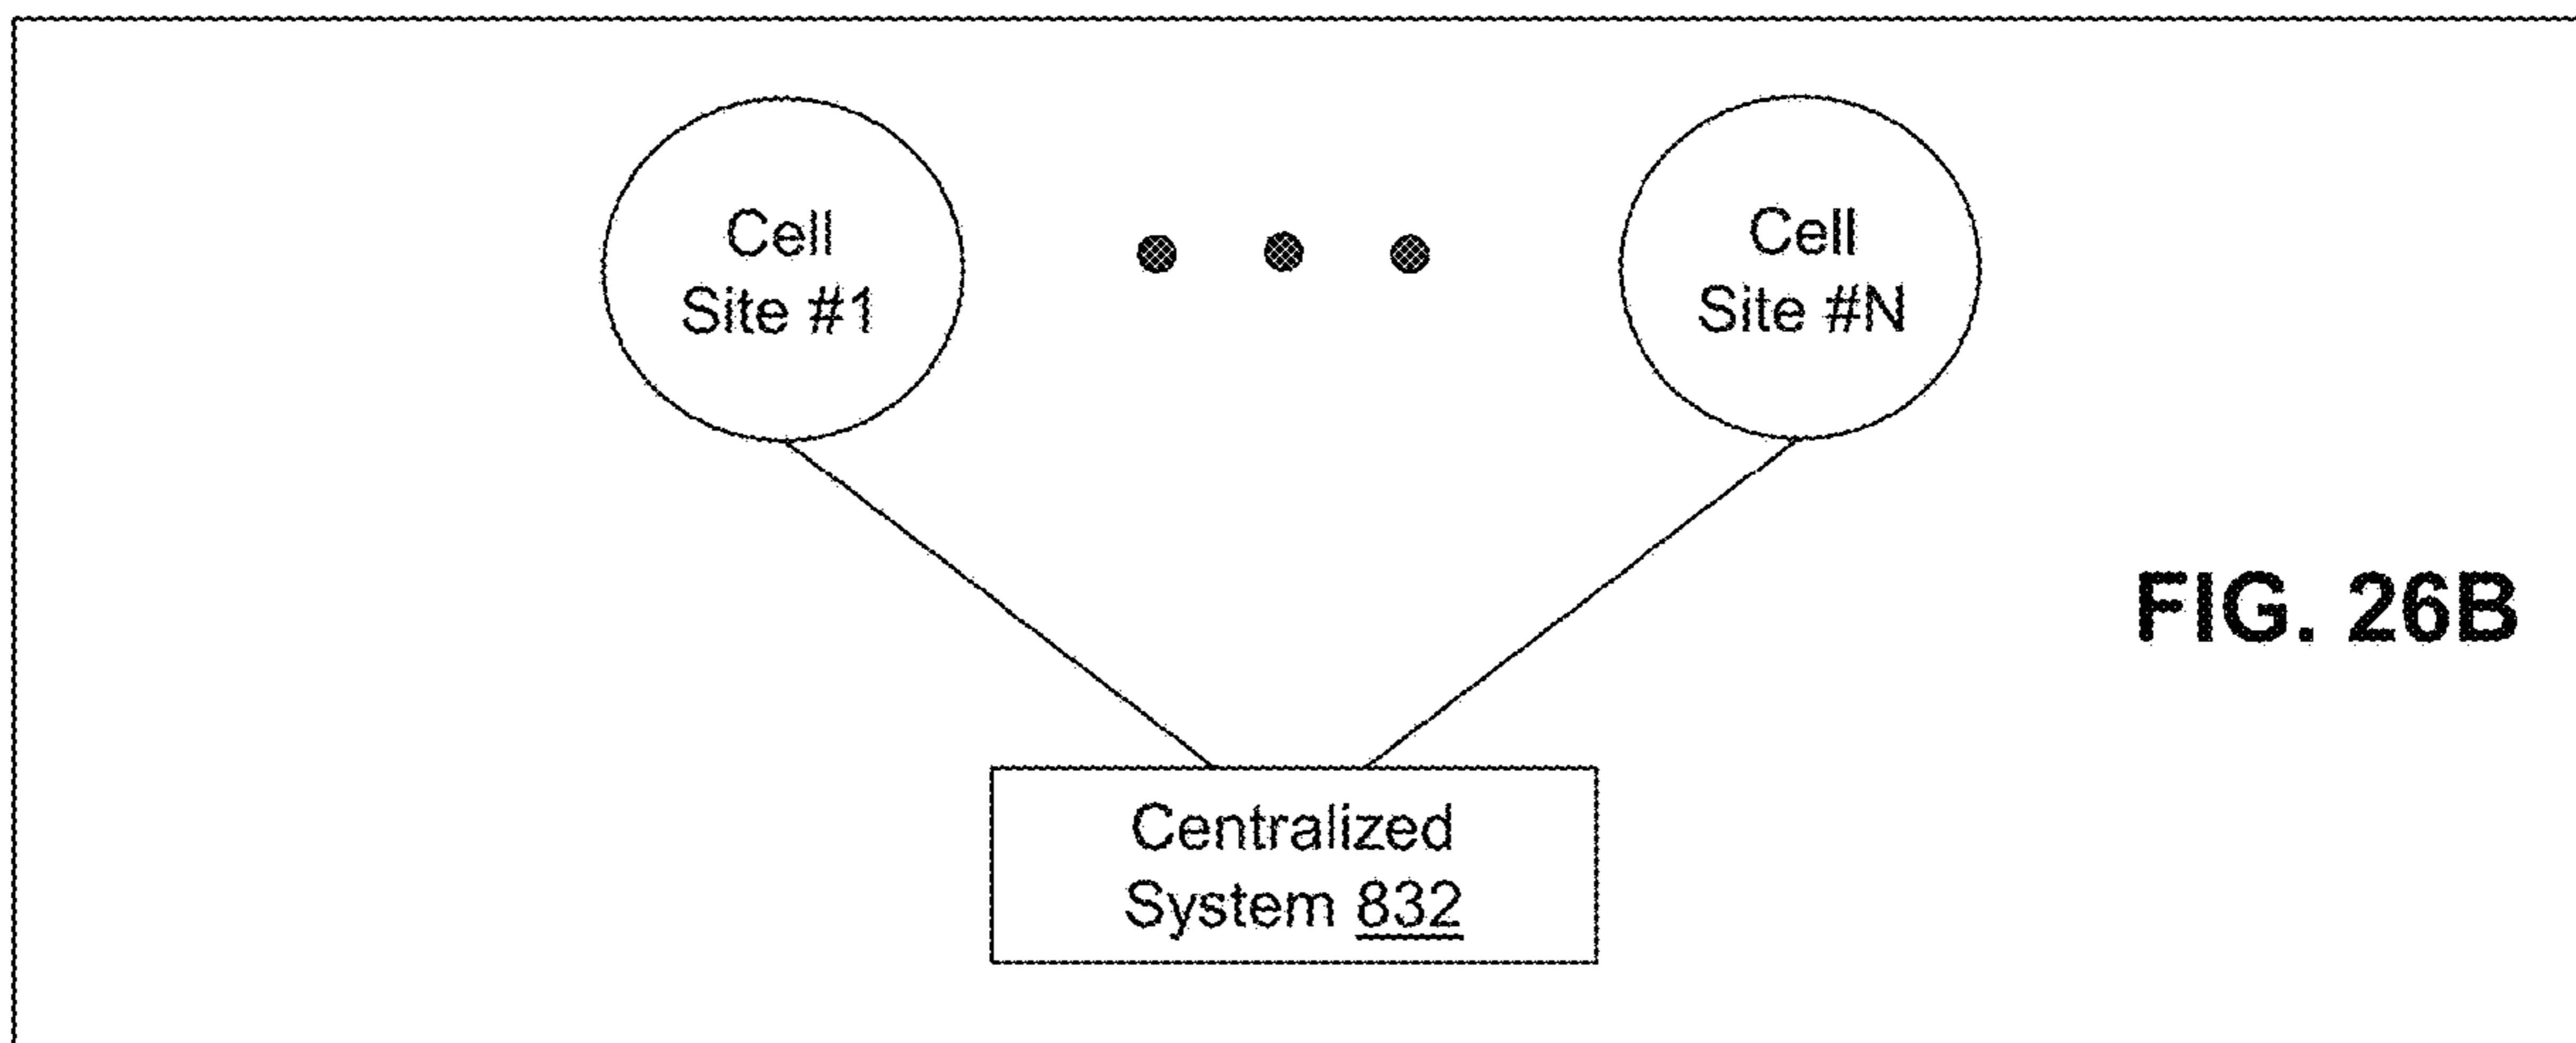 Cell
Site #1
Cell
Site #N
FIG. 26B
Centralized
System 832